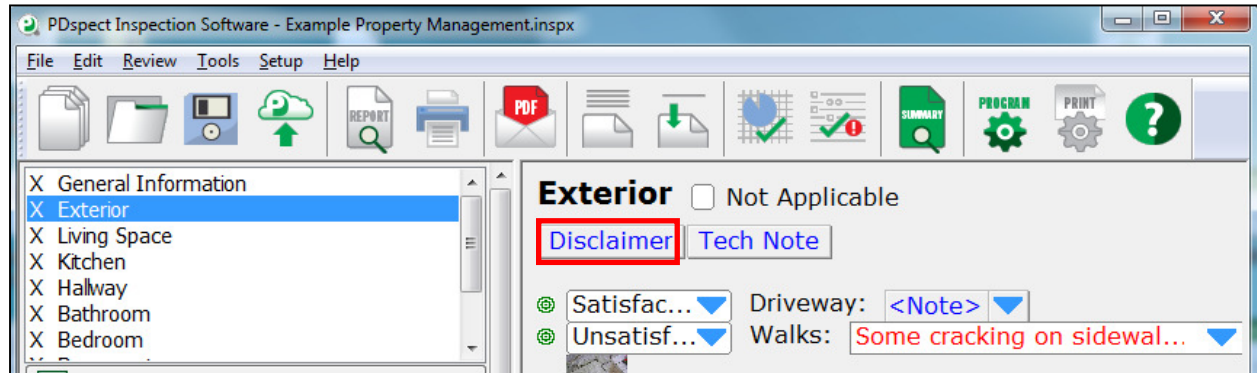 PDspect Inspection Software - Example Property Management.inspx
File Edit Review Tools Setup Help
REPORT
PDF
SUMMARY
PROGRAM
PRINT
?
X General Information
X Exterior
X Living Space
X Kitchen
X Hallway
X Bathroom
X Bedroom
Exterior Not Applicable
Disclaimer Tech Note
Satisfac... Driveway: <Note>
Unsatisf... Walks: Some cracking on sidewal...